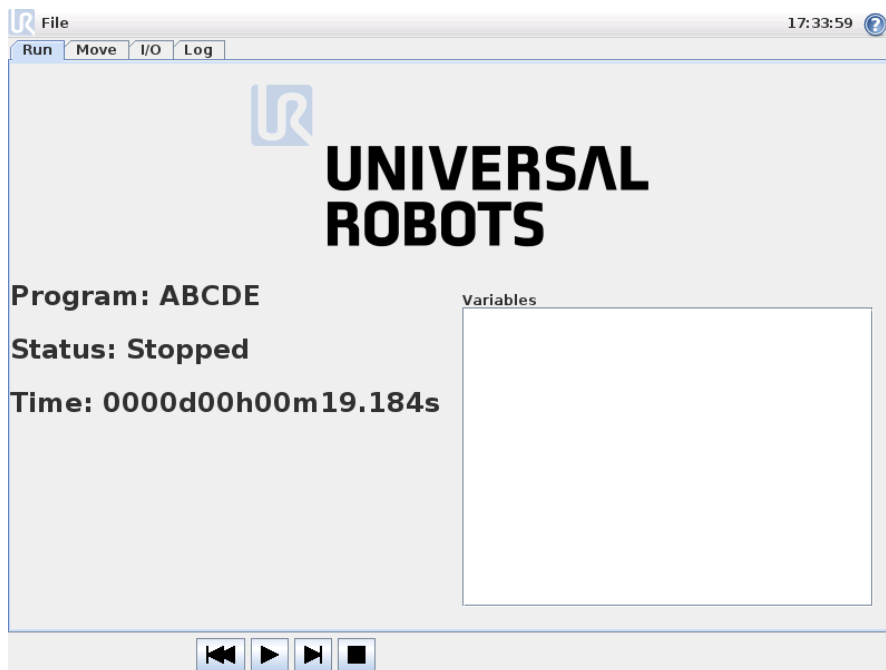 File 17:33:59
Run Move I/O Log
UNIVERSAL
ROBOTS
Program: ABCDE
Variables
Status: Stopped
Time: 0000d00h00m19.184s